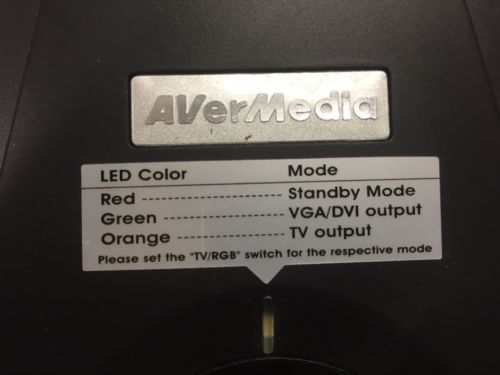 AVerMedia
LED Color Mode
Red ---------------------- Standby Mode
Green ------------------- VGA/DVI output
Orange ---------------- TV output
Please set the "TV/RGB" switch for the respective mode